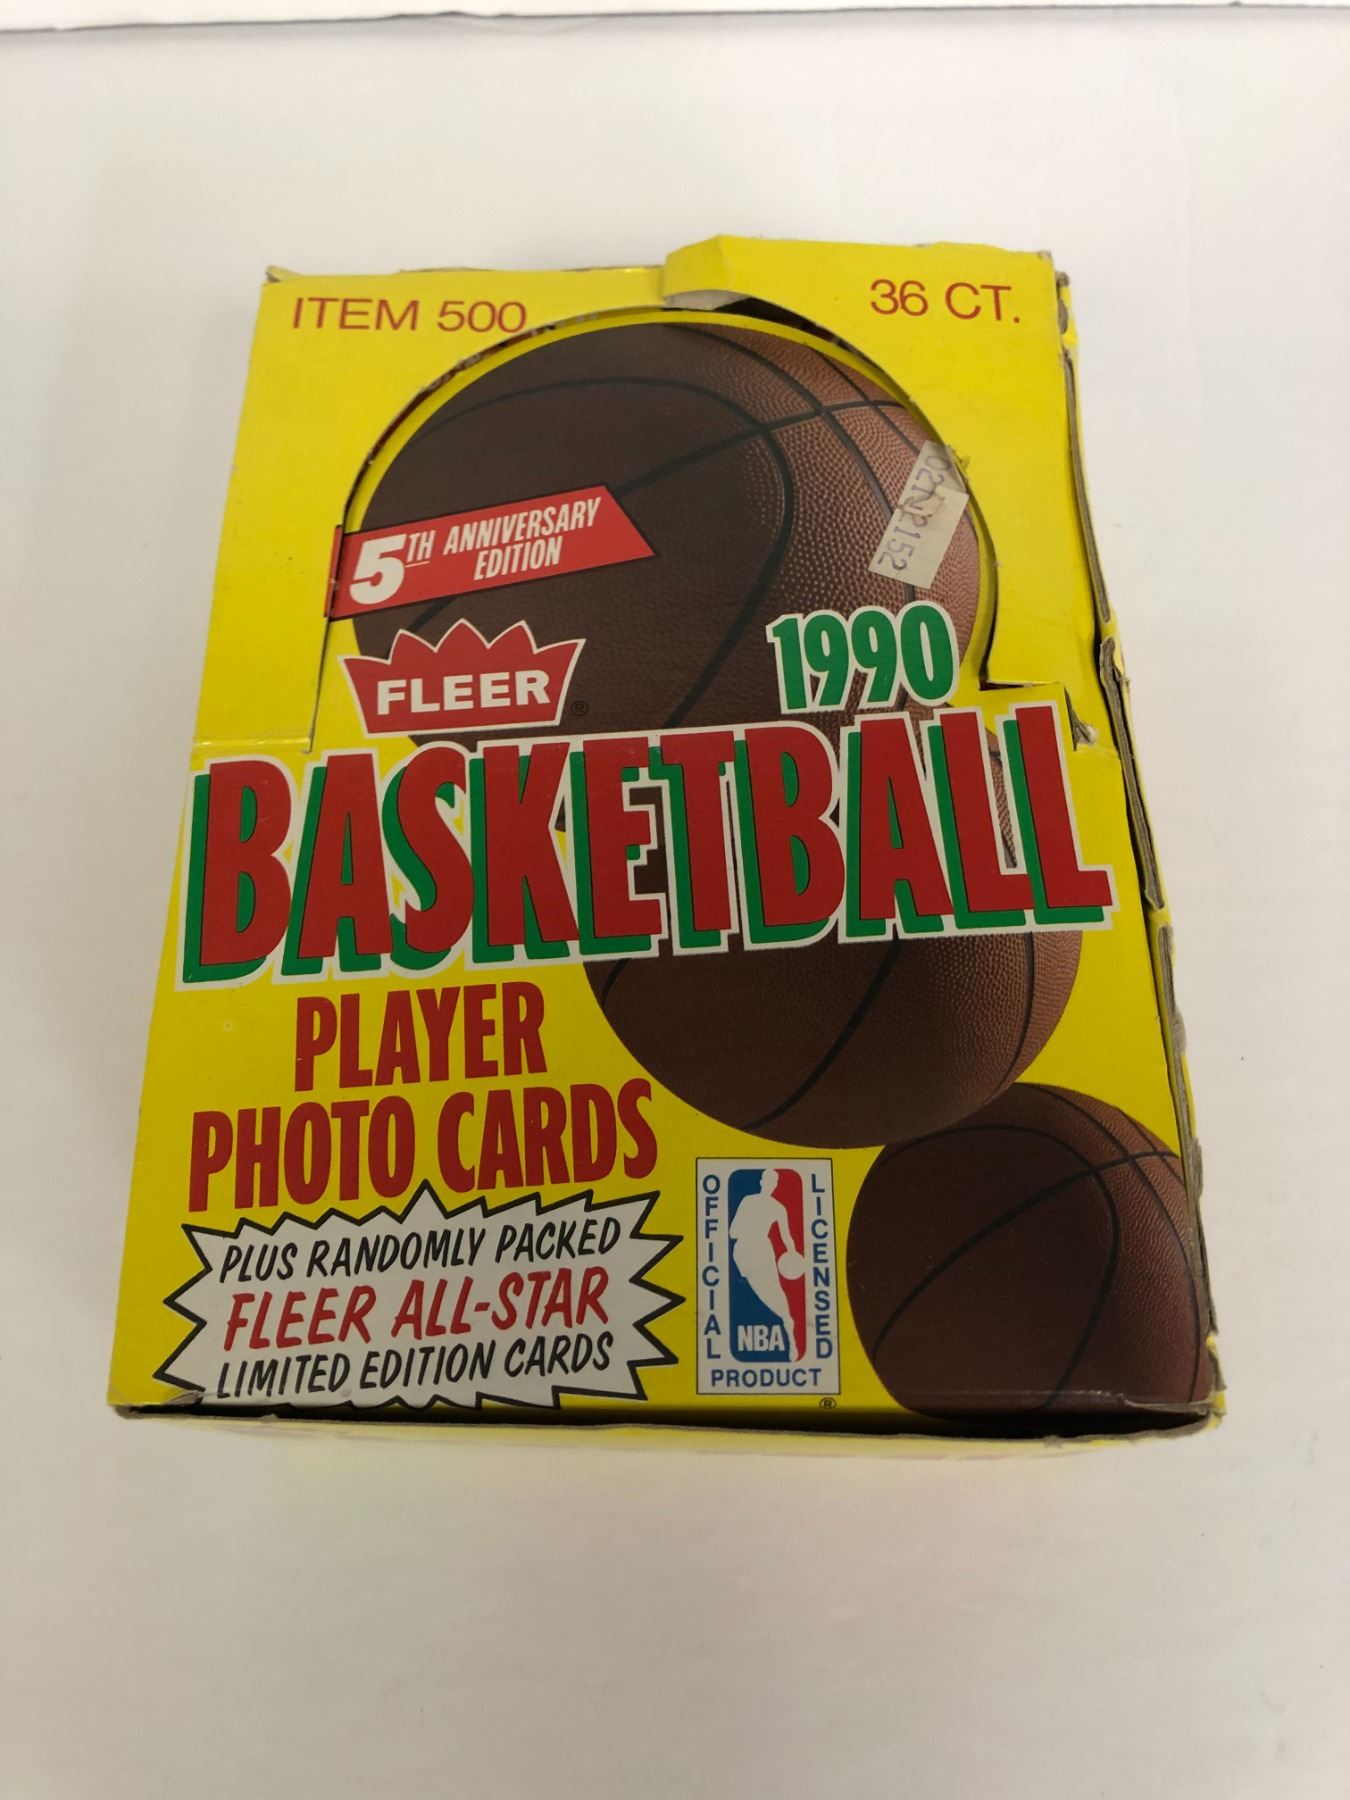 ITEM 500
36 CT.
5TH ANNIVERSARY
EDITION
FLEER®
1990
BASKETBALL
PLAYER
PHOTO CARDS
PLUS RANDOMLY PACKED
FLEER ALL-STAR
LIMITED EDITION CARDS
OFFICIAL
LICENSED
NBA
PRODUCT
®